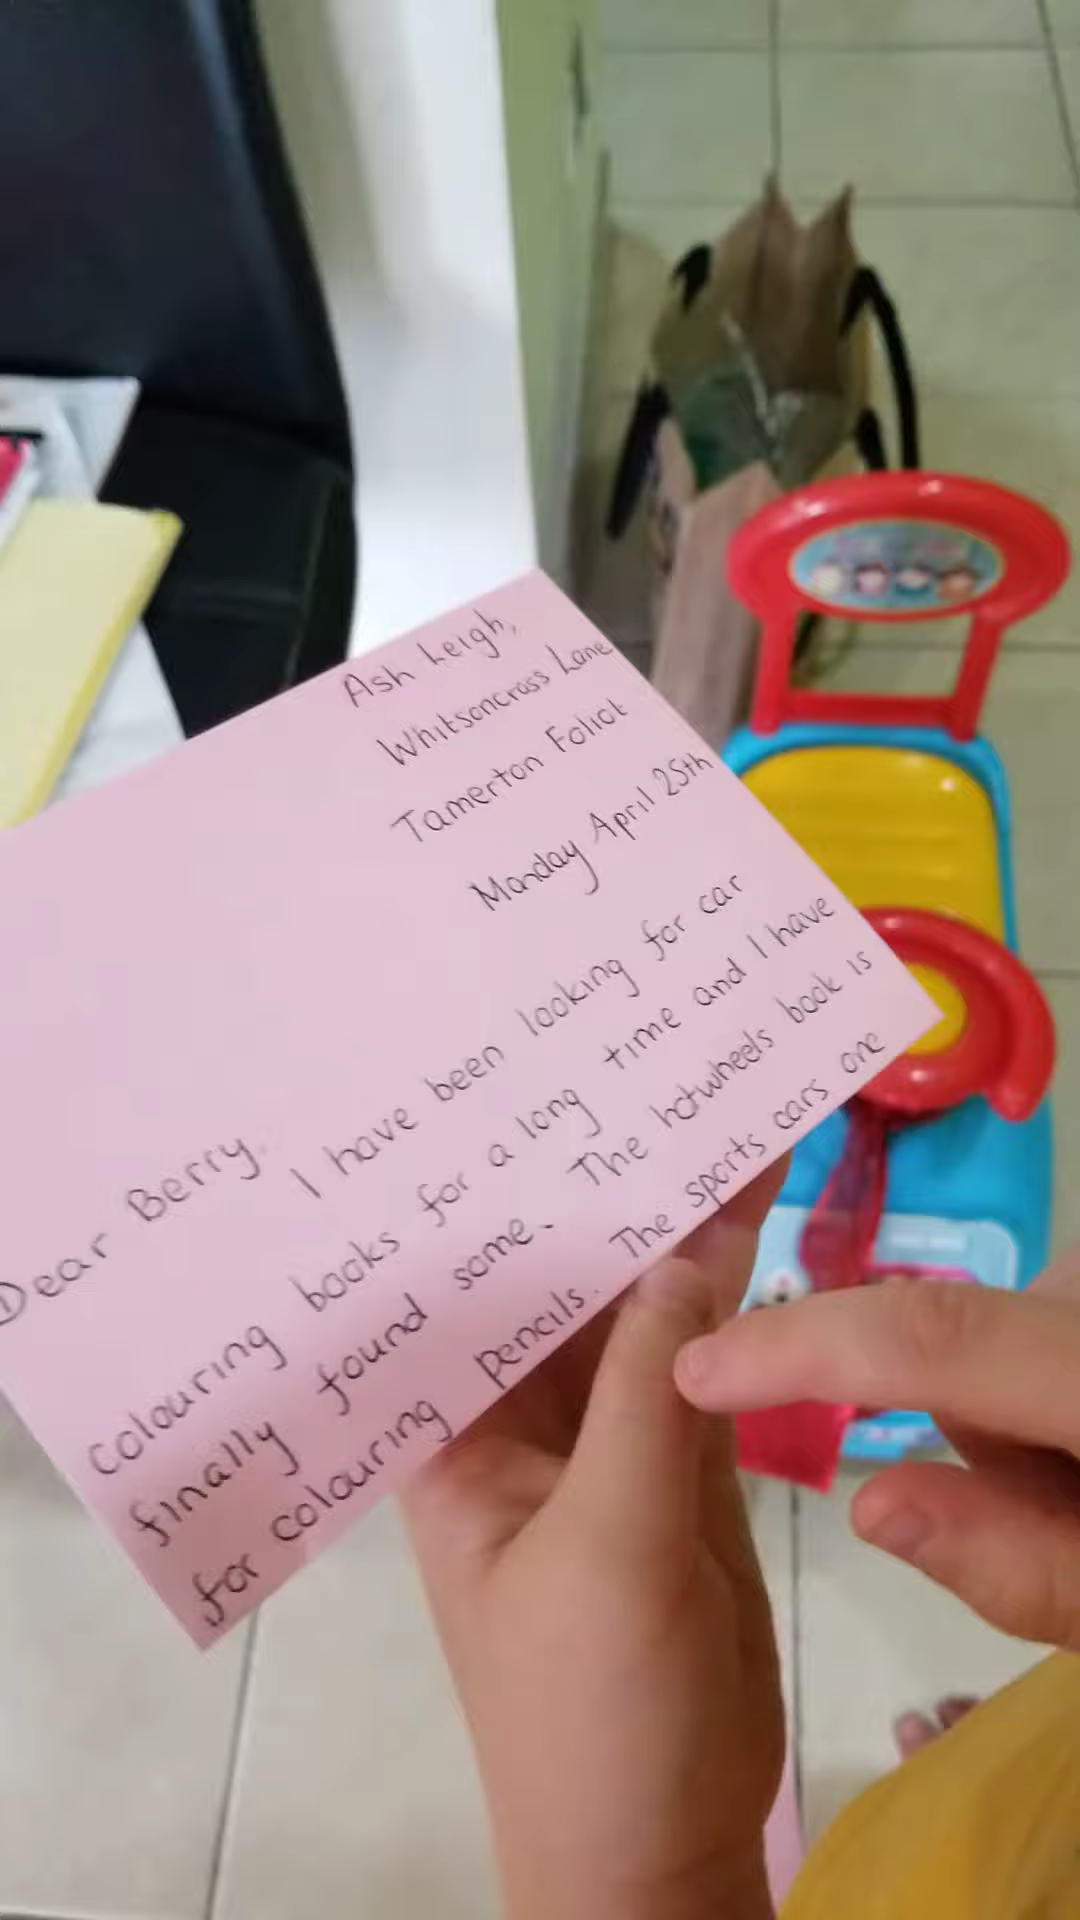 Ash Leigh,
Whitsoncross Lane
Tamerton Foliot
Monday April 25th
Dear Berry.
I have been looking for car
colouring books for a long time and I have
finally found some. The hotwheels book is
for colouring pencils. The sports cars one